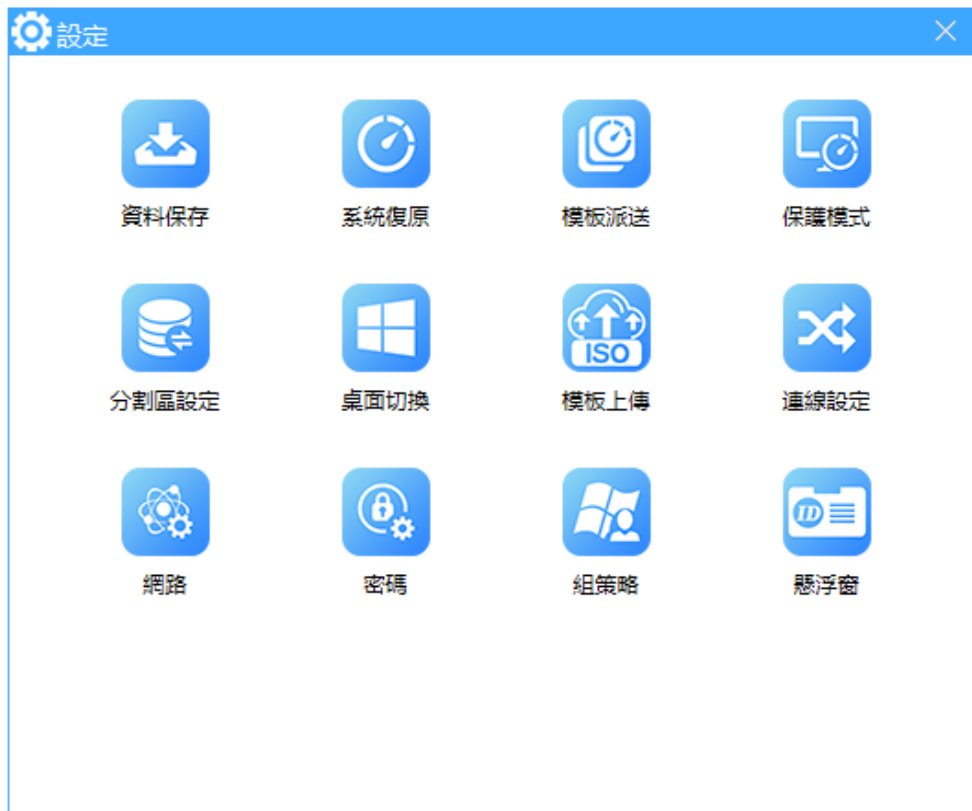 設定
資料保存
系統復原
模板派送
保護模式
分割區設定
桌面切換
ISO
模板上傳
連線設定
ID
網路
密碼
組策略
懸浮窗